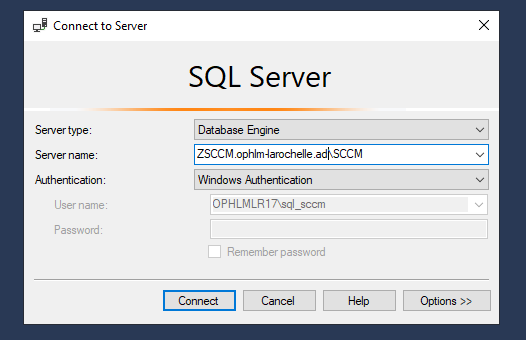 Connect to Server
SQL Server
Server type: Database Engine
Server name: ZSCCM.ophlm-larochelle.ad\SCCM
Authentication: Windows Authentication
User name: OPHLMLR17\sql_sccm
Password:
Remember password
Connect Cancel Help Options >>